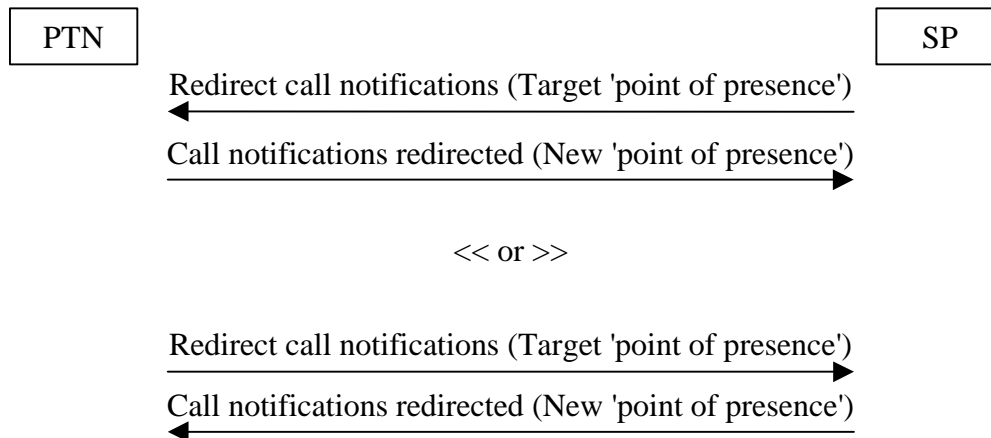 PTN
SP
Redirect call notifications (Target 'point of presence')
Call notifications redirected (New 'point of presence')
<< or >>
Redirect call notifications (Target 'point of presence')
Call notifications redirected (New 'point of presence')